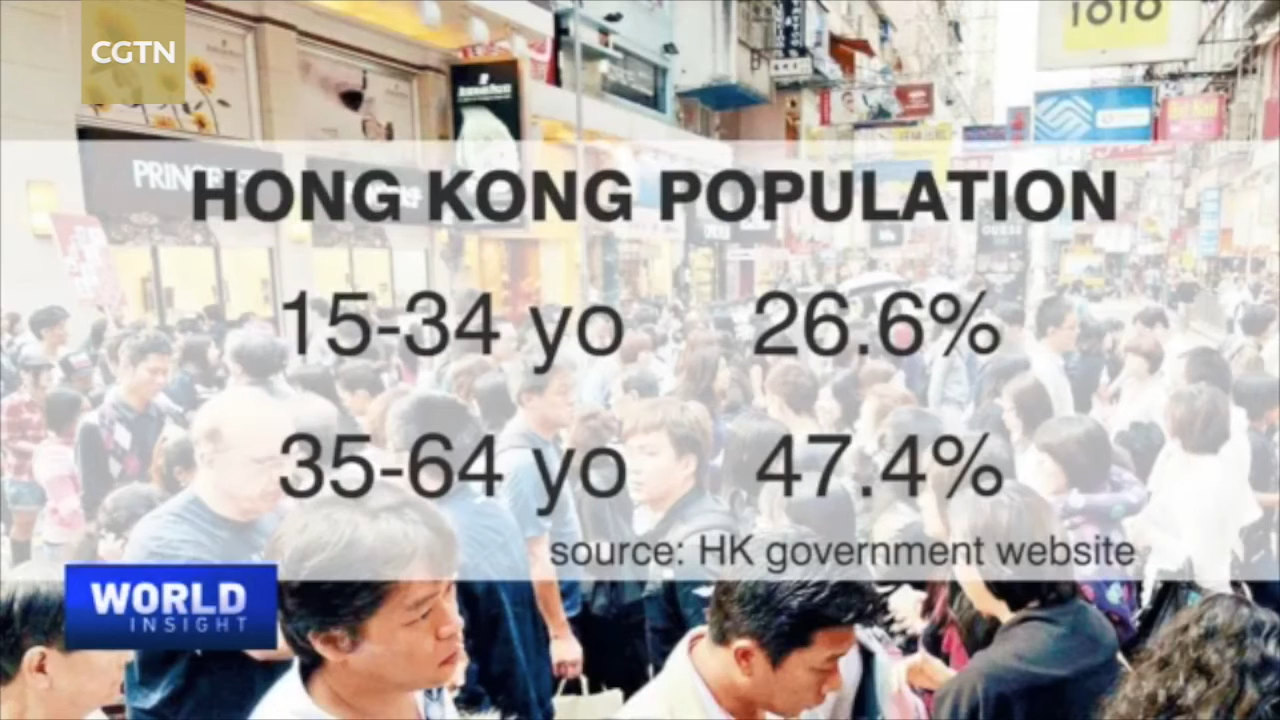 CGTN
1010
HONG KONG POPULATION
15-34 yo 26.6%
35-64 yo 47.4%
source: HK government website
WORLD
INSIGHT